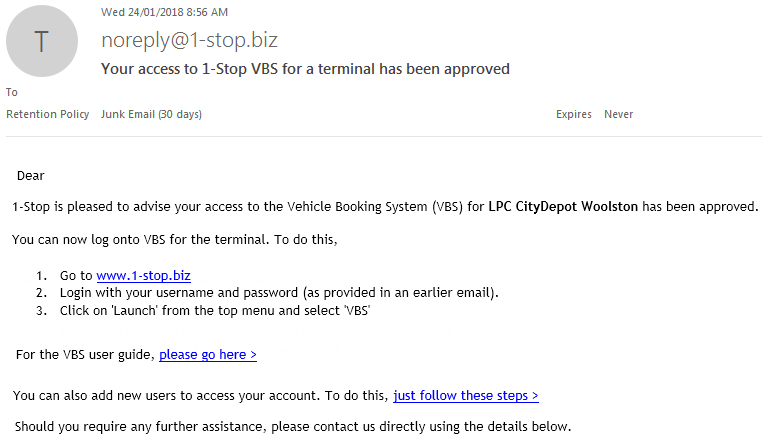 T
Wed 24/01/2018 8:56 AM
noreply@1-stop.biz
Your access to 1-Stop VBS for a terminal has been approved
To
Retention Policy Junk Email (30 days) Expires Never
Dear
1-Stop is pleased to advise your access to the Vehicle Booking System (VBS) for LPC CityDepot Woolston has been approved.
You can now log onto VBS for the terminal. To do this,
1. Go to www.1-stop.biz
2. Login with your username and password (as provided in an earlier email).
3. Click on 'Launch' from the top menu and select 'VBS'
For the VBS user guide, please go here >
You can also add new users to access your account. To do this, just follow these steps >
Should you require any further assistance, please contact us directly using the details below.